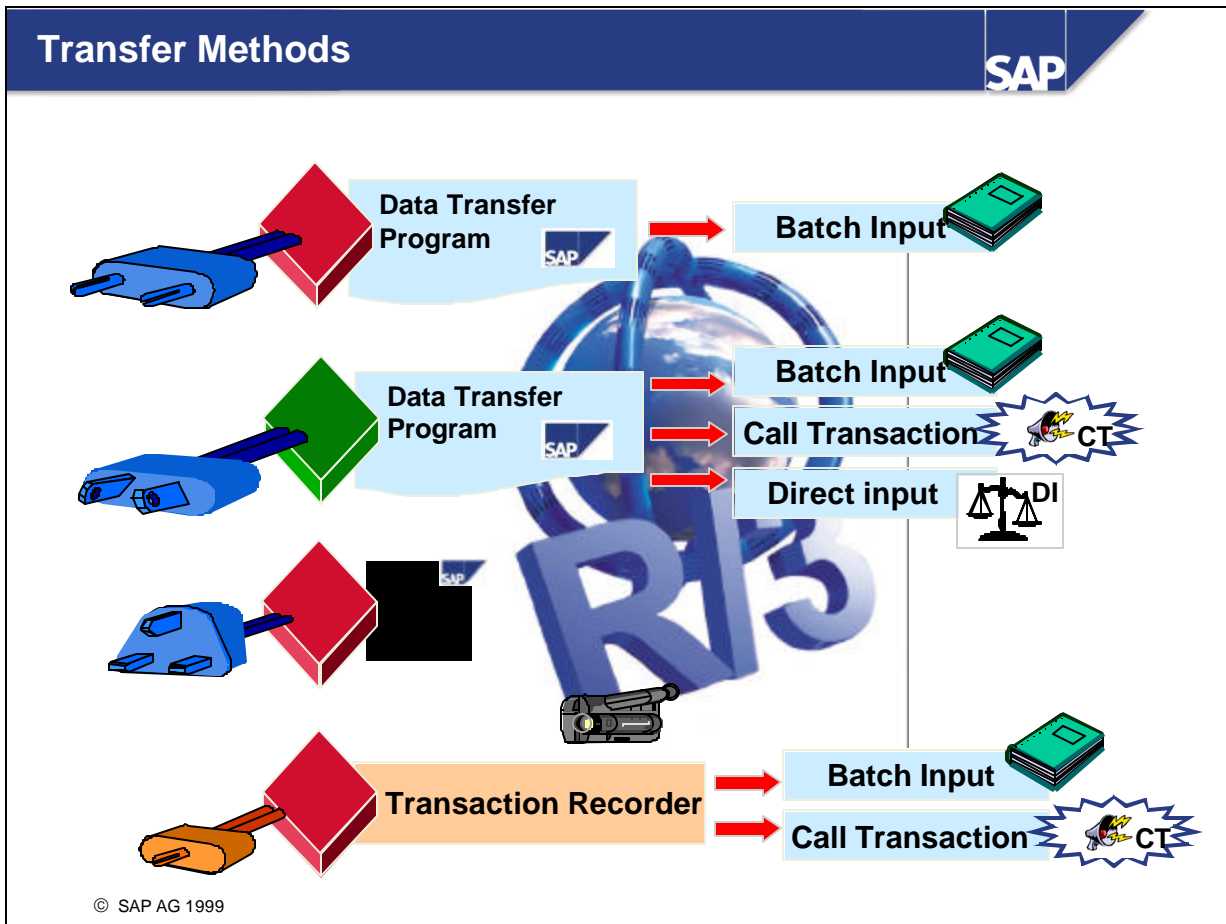 Transfer Methods
SAP
Data Transfer
Program
SAP
Batch Input
Data Transfer
Program
SAP
Batch Input
Call Transaction
CT
Direct input
DI
R/3
SAP
Transaction Recorder
Batch Input
Call Transaction
CT
© SAP AG 1999